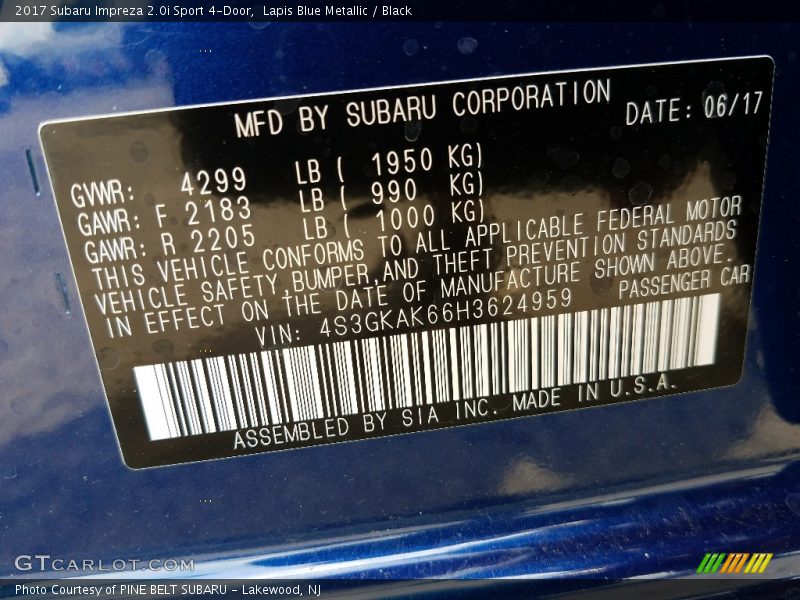 2017 Subaru Impreza 2.0i Sport 4-Door, Lapis Blue Metallic / Black
MFD BY SUBARU CORPORATION DATE: 06/17
GVWR: 4299 LB ( 1950 KG)
GAWR: F 2183 LB ( 990 KG)
GAWR: R 2205 LB ( 1000 KG)
THIS VEHICLE CONFORMS TO ALL APPLICABLE FEDERAL MOTOR
VEHICLE SAFETY,BUMPER,AND THEFT PREVENTION STANDARDS
IN EFFECT ON THE DATE OF MANUFACTURE SHOWN ABOVE.
VIN: 4S3GKAK66H3624959 PASSENGER CAR
ASSEMBLED BY SIA INC. MADE IN U.S.A.
GTCARLOT.COM
Photo Courtesy of PINE BELT SUBARU - Lakewood, NJ